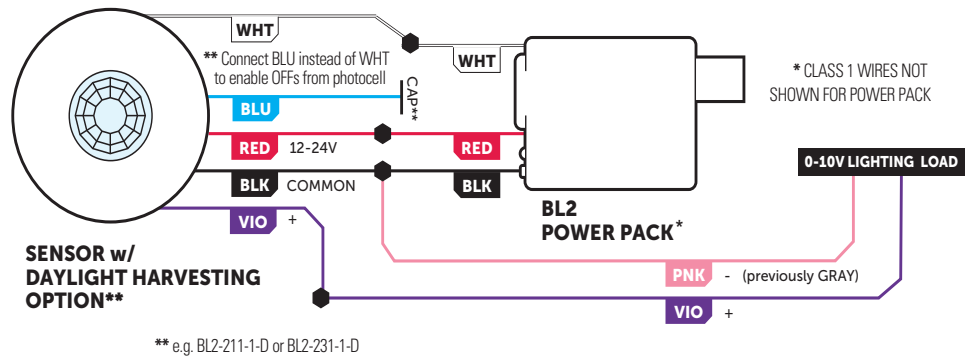 WHT
** Connect BLU instead of WHT
to enable OFFs from photocell
WHT
CAP**
BLU
RED 12-24V
RED
BLK COMMON
BLK
VIO +
* CLASS 1 WIRES NOT
SHOWN FOR POWER PACK
0-10V LIGHTING LOAD
BL2
POWER PACK*
SENSOR w/
DAYLIGHT HARVESTING
OPTION**
PNK - (previously GRAY)
VIO +
** e.g. BL2-211-1-D or BL2-231-1-D